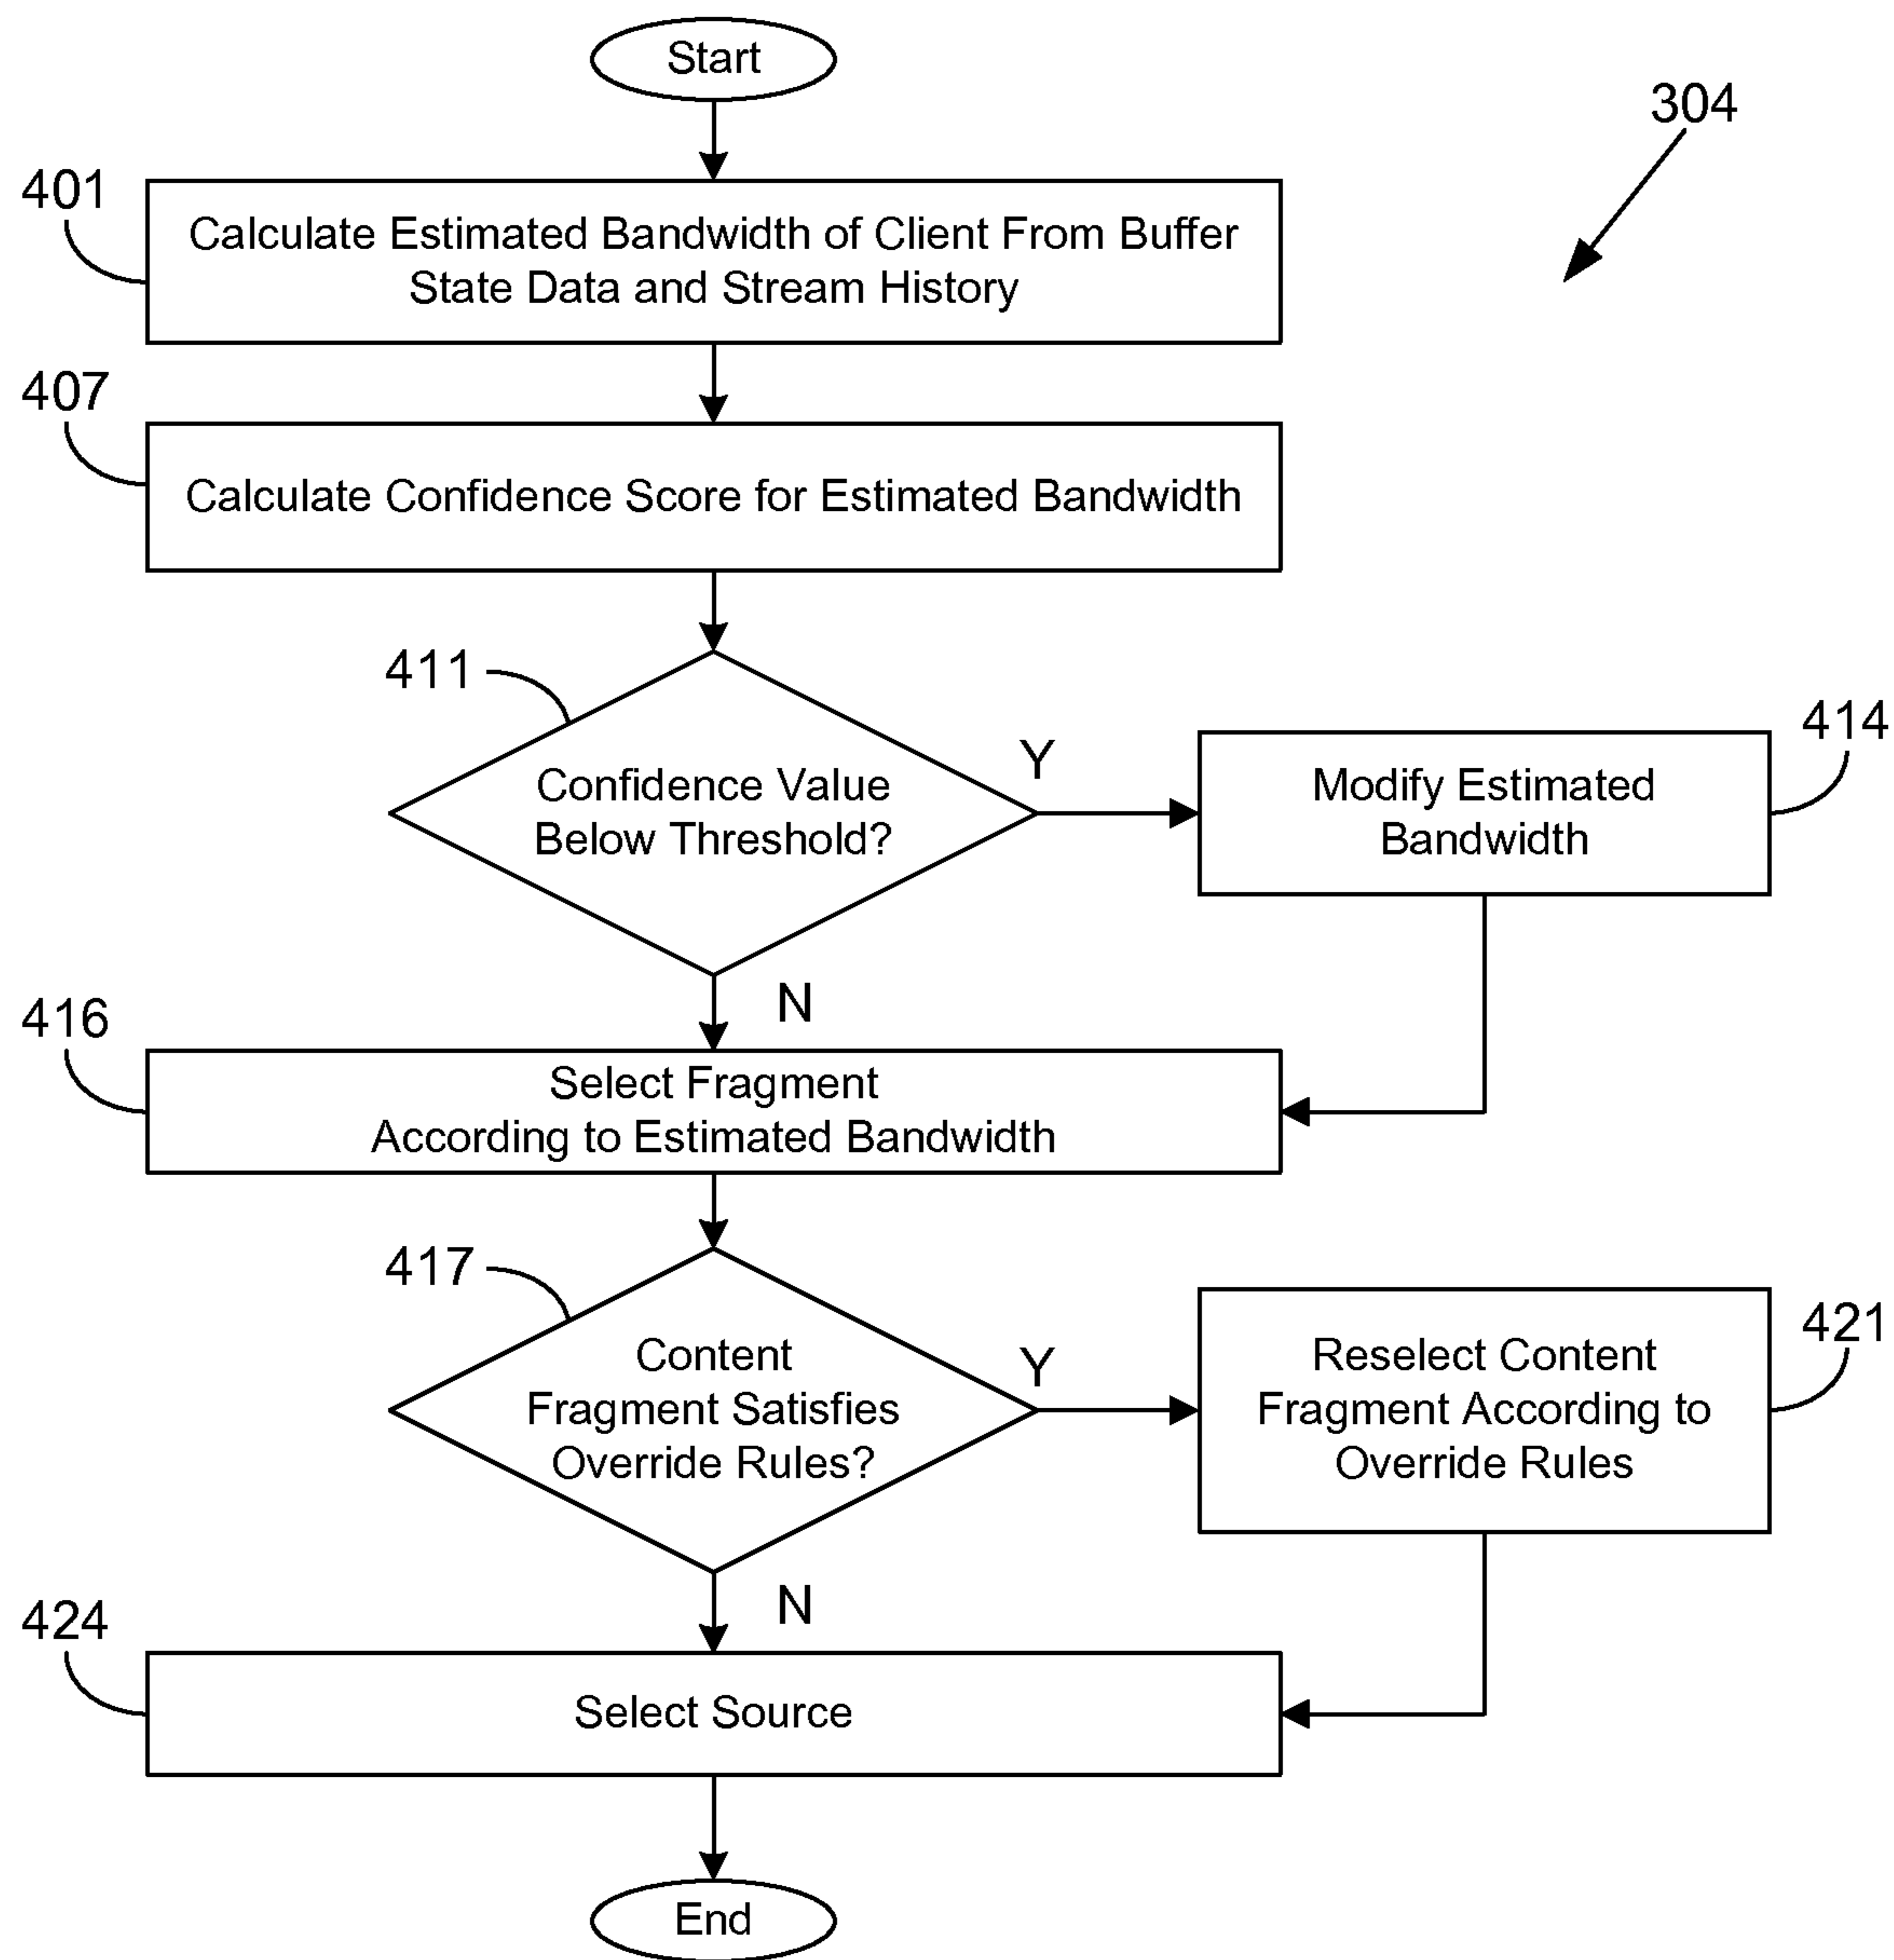 Start
304
401
Calculate Estimated Bandwidth of Client From Buffer
State Data and Stream History
407
Calculate Confidence Score for Estimated Bandwidth
411
Confidence Value
Below Threshold?
Y
414
Modify Estimated
Bandwidth
N
416
Select Fragment
According to Estimated Bandwidth
417
Content
Fragment Satisfies
Override Rules?
Y
421
Reselect Content
Fragment According to
Override Rules
N
424
Select Source
End